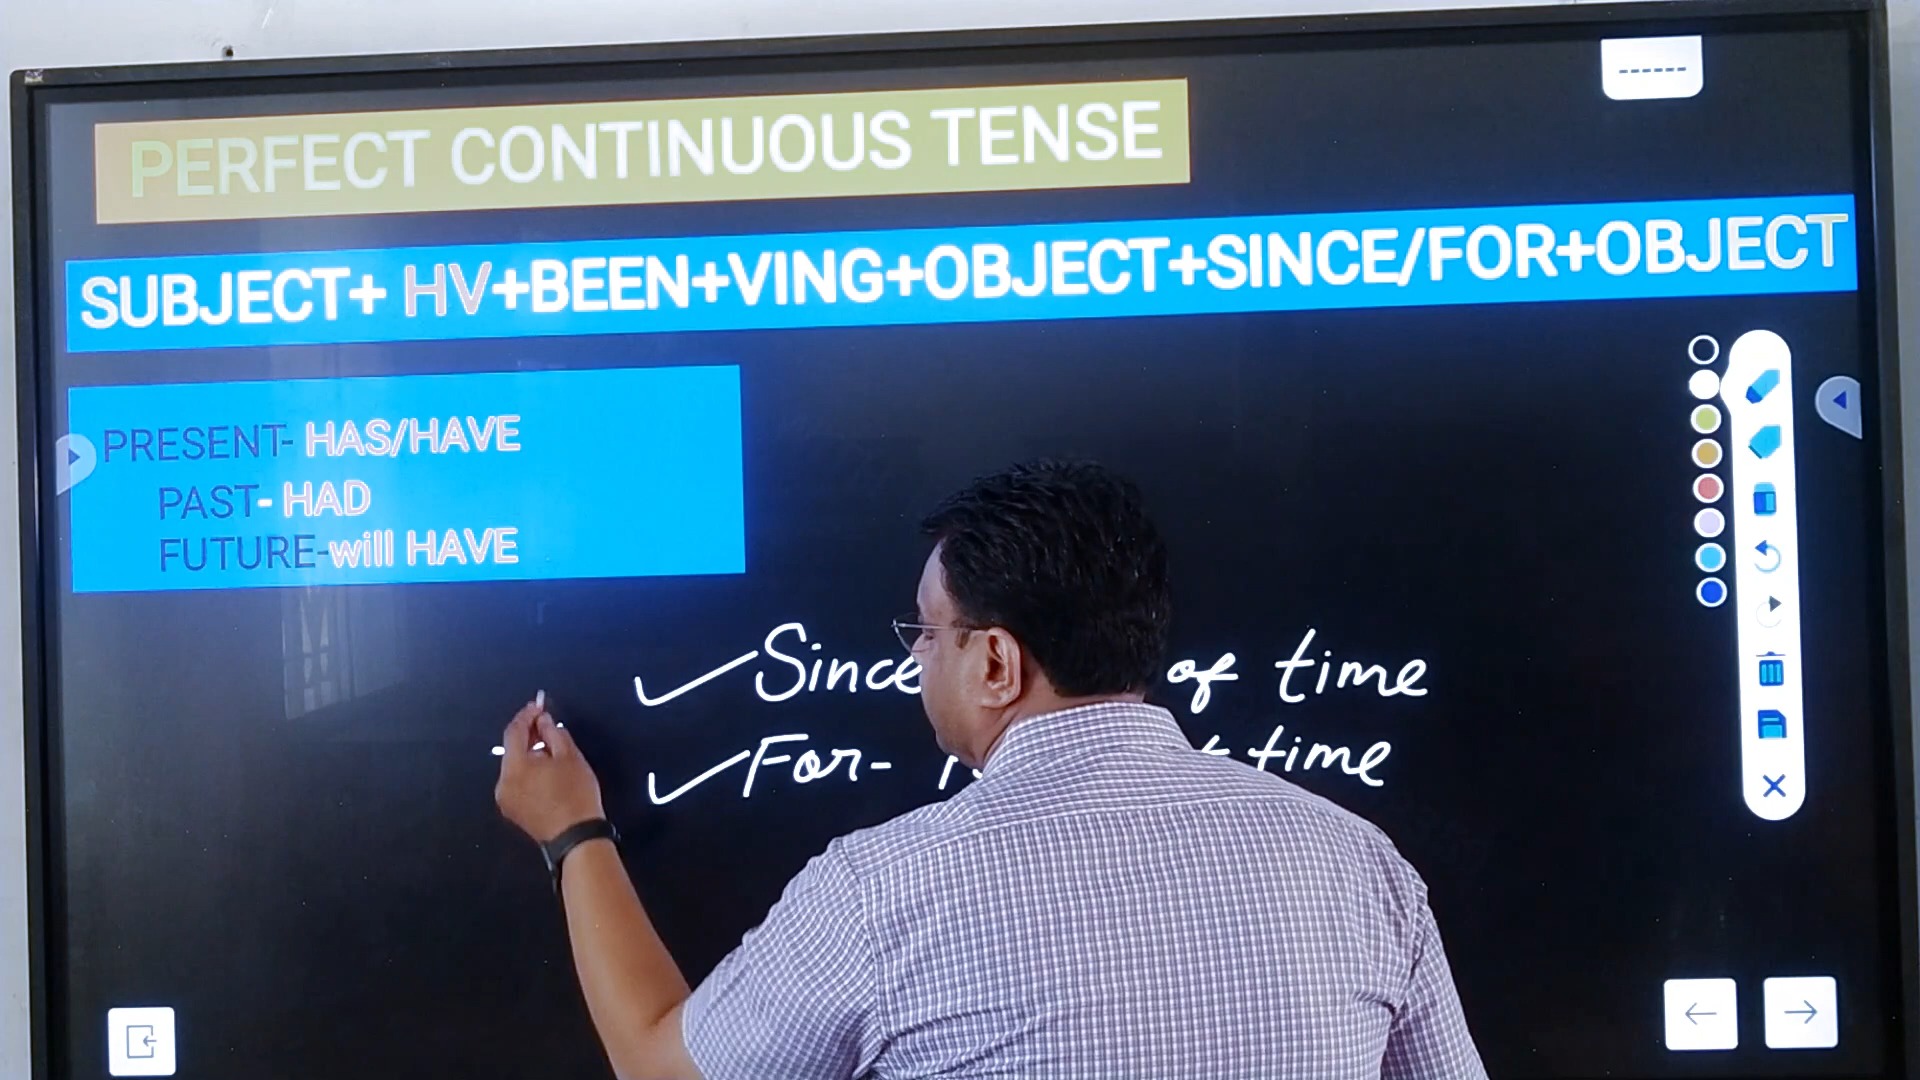 PERFECT CONTINUOUS TENSE
SUBJECT+ HV+BEEN+VING+OBJECT+SINCE/FOR+OBJECT
PRESENT- HAS/HAVE
PAST- HAD
FUTURE-will HAVE
Since of time
For- time